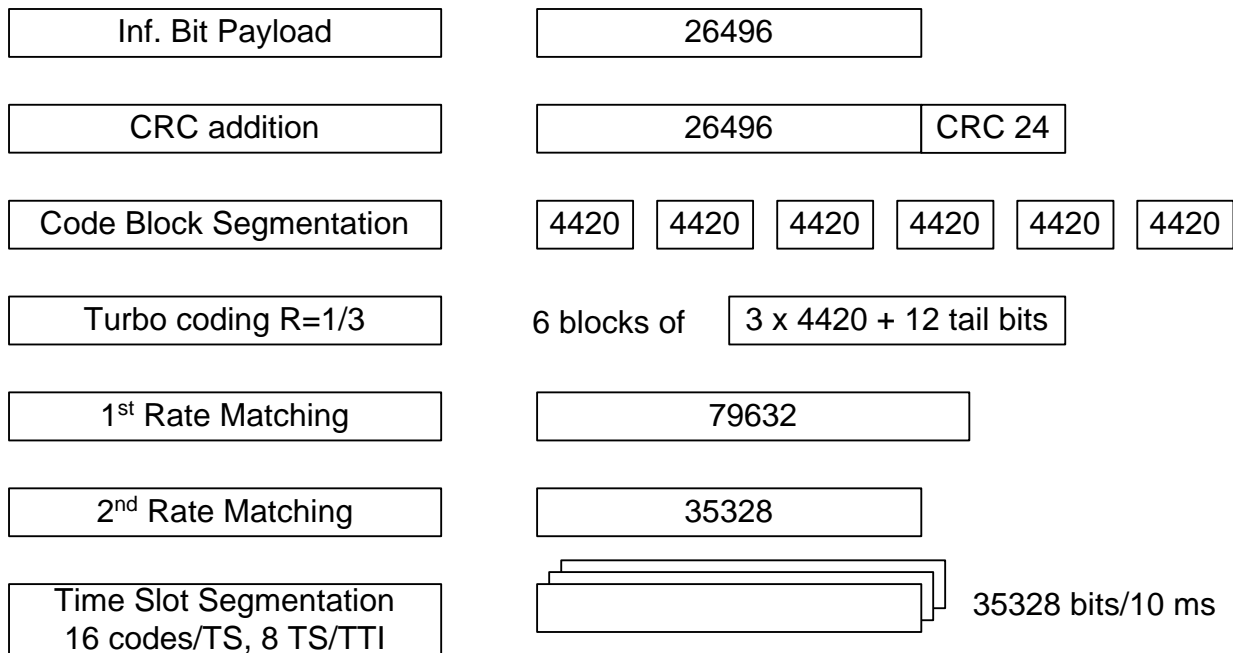 Inf. Bit Payload 26496
CRC addition 26496 CRC 24
Code Block Segmentation 4420 4420 4420 4420 4420 4420
Turbo coding R=1/3 6 blocks of 3 x 4420 + 12 tail bits
1st Rate Matching 79632
2nd Rate Matching 35328
Time Slot Segmentation
16 codes/TS, 8 TS/TTI
35328 bits/10 ms